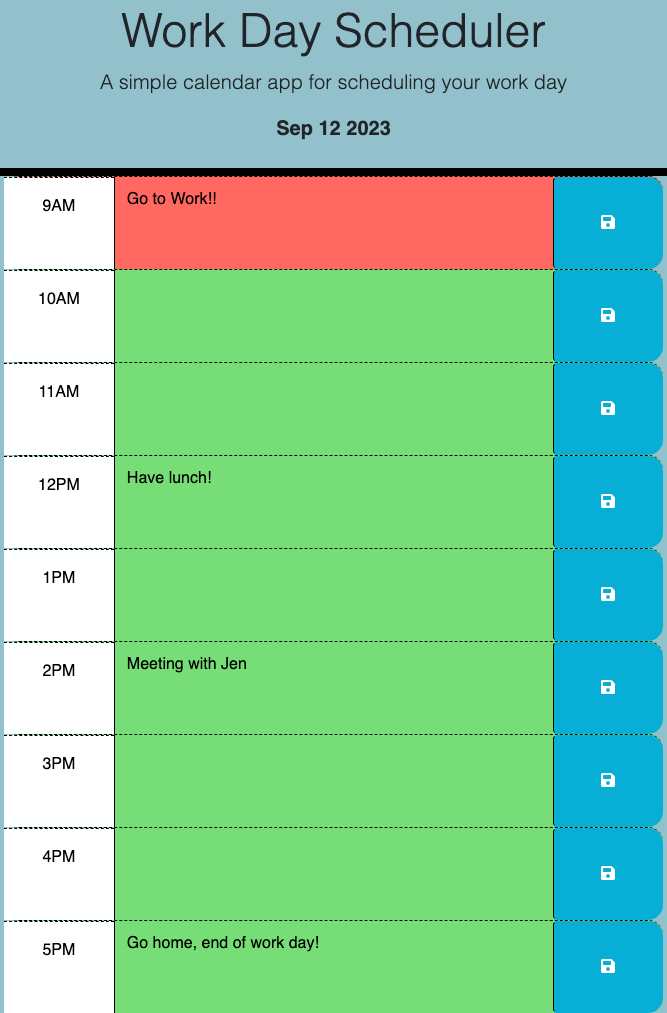 Work Day Scheduler
A simple calendar app for scheduling your work day
Sep 12 2023
9AM
Go to Work!!
10AM
11AM
12PM
Have lunch!
1PM
2PM
Meeting with Jen
3PM
4PM
5PM
Go home, end of work day!